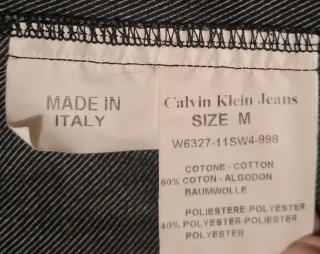 MADE IN
ITALY
Calvin Klein Jeans
SIZE M
W6327-11SW4-998
COTONE - COTTON
60% COTON - ALGODON
BAUMWOLLE
POLIESTERE-POLYESTER
40% POLYESTER-POLIESTER
POLYESTER